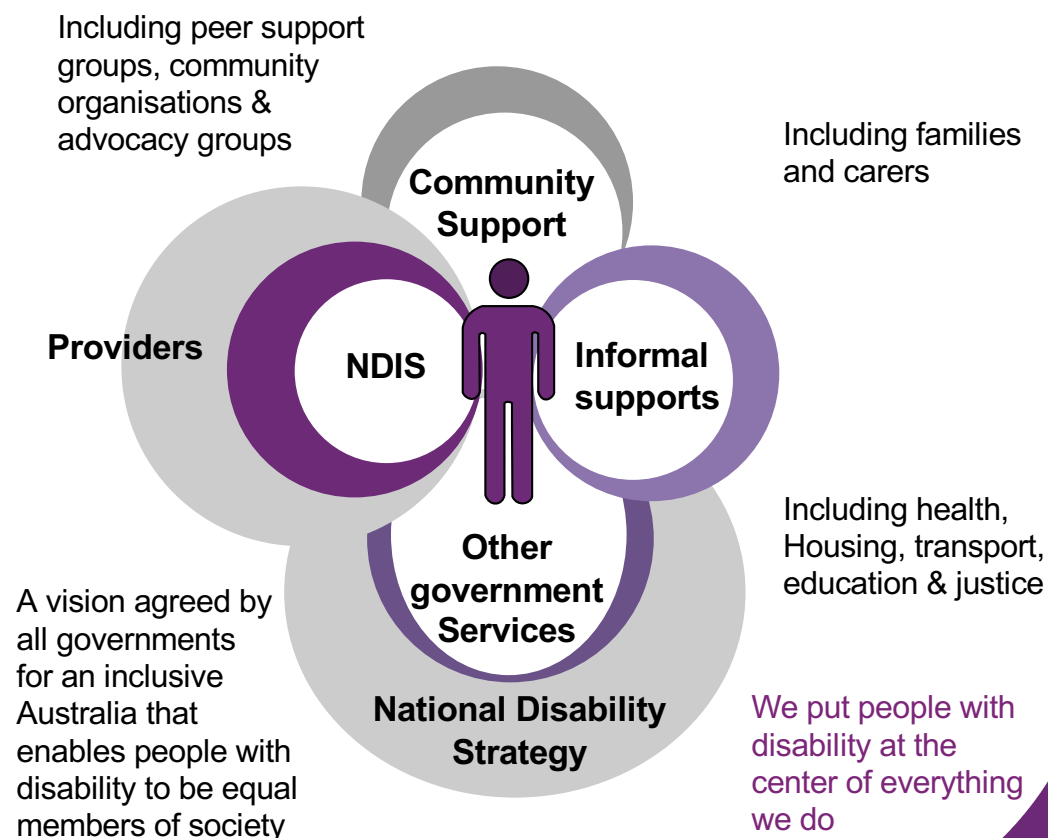 Including peer support
groups, community
organisations &
advocacy groups
Including families
and carers
Community
Support
Providers
NDIS
Informal
supports
Including health,
Housing, transport,
education & justice
Other
government
Services
A vision agreed by
all governments
for an inclusive
Australia that
enables people with
disability to be equal
members of society
National Disability
Strategy
We put people with
disability at the
center of everything
we do